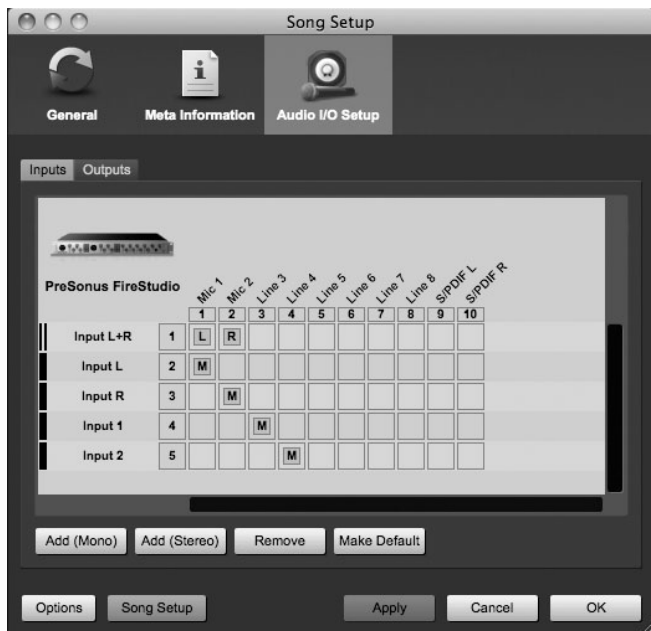 Song Setup
General
Meta Information
Audio I/O Setup
Inputs
Outputs
PreSonus FireStudio
Mic 1
Mic 2
Line 3
Line 4
Line 5
Line 6
Line 7
Line 8
S/PDIF L
S/PDIF R
1 2 3 4 5 6 7 8 9 10
Input L+R 1 L R
Input L 2 M
Input R 3 M
Input 1 4 M
Input 2 5 M
Add (Mono)
Add (Stereo)
Remove
Make Default
Options
Song Setup
Apply
Cancel
OK